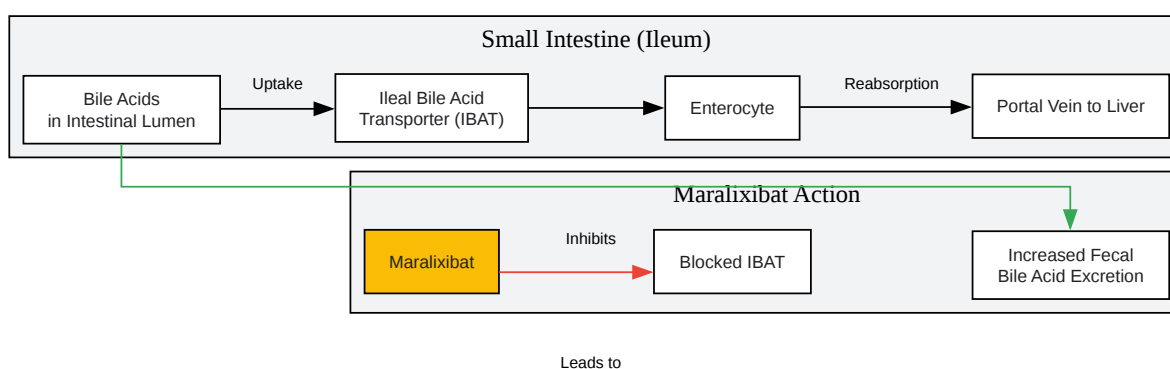 Small Intestine (Ileum)
Uptake
Reabsorption
Bile Acids
in Intestinal Lumen
Ileal Bile Acid
Transporter (IBAT)
Enterocyte
Portal Vein to Liver
Maralixibat Action
Inhibits
Maralixibat
Blocked IBAT
Increased Fecal
Bile Acid Excretion
Leads to